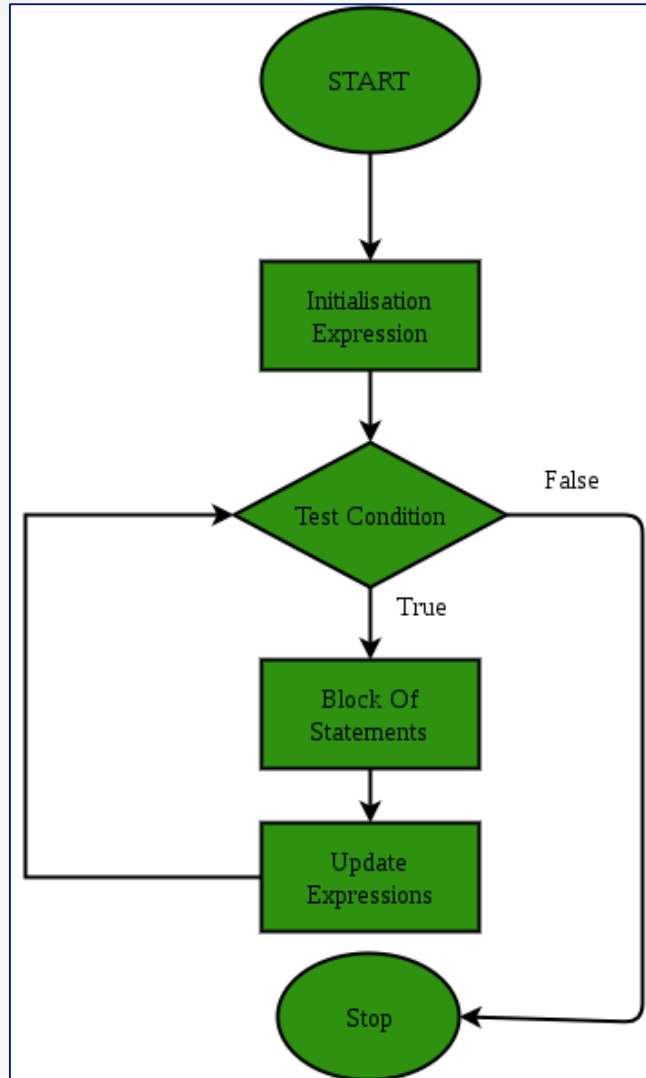 START
Initialisation
Expression
False
Test Condition
True
Block Of
Statements
Update
Expressions
Stop